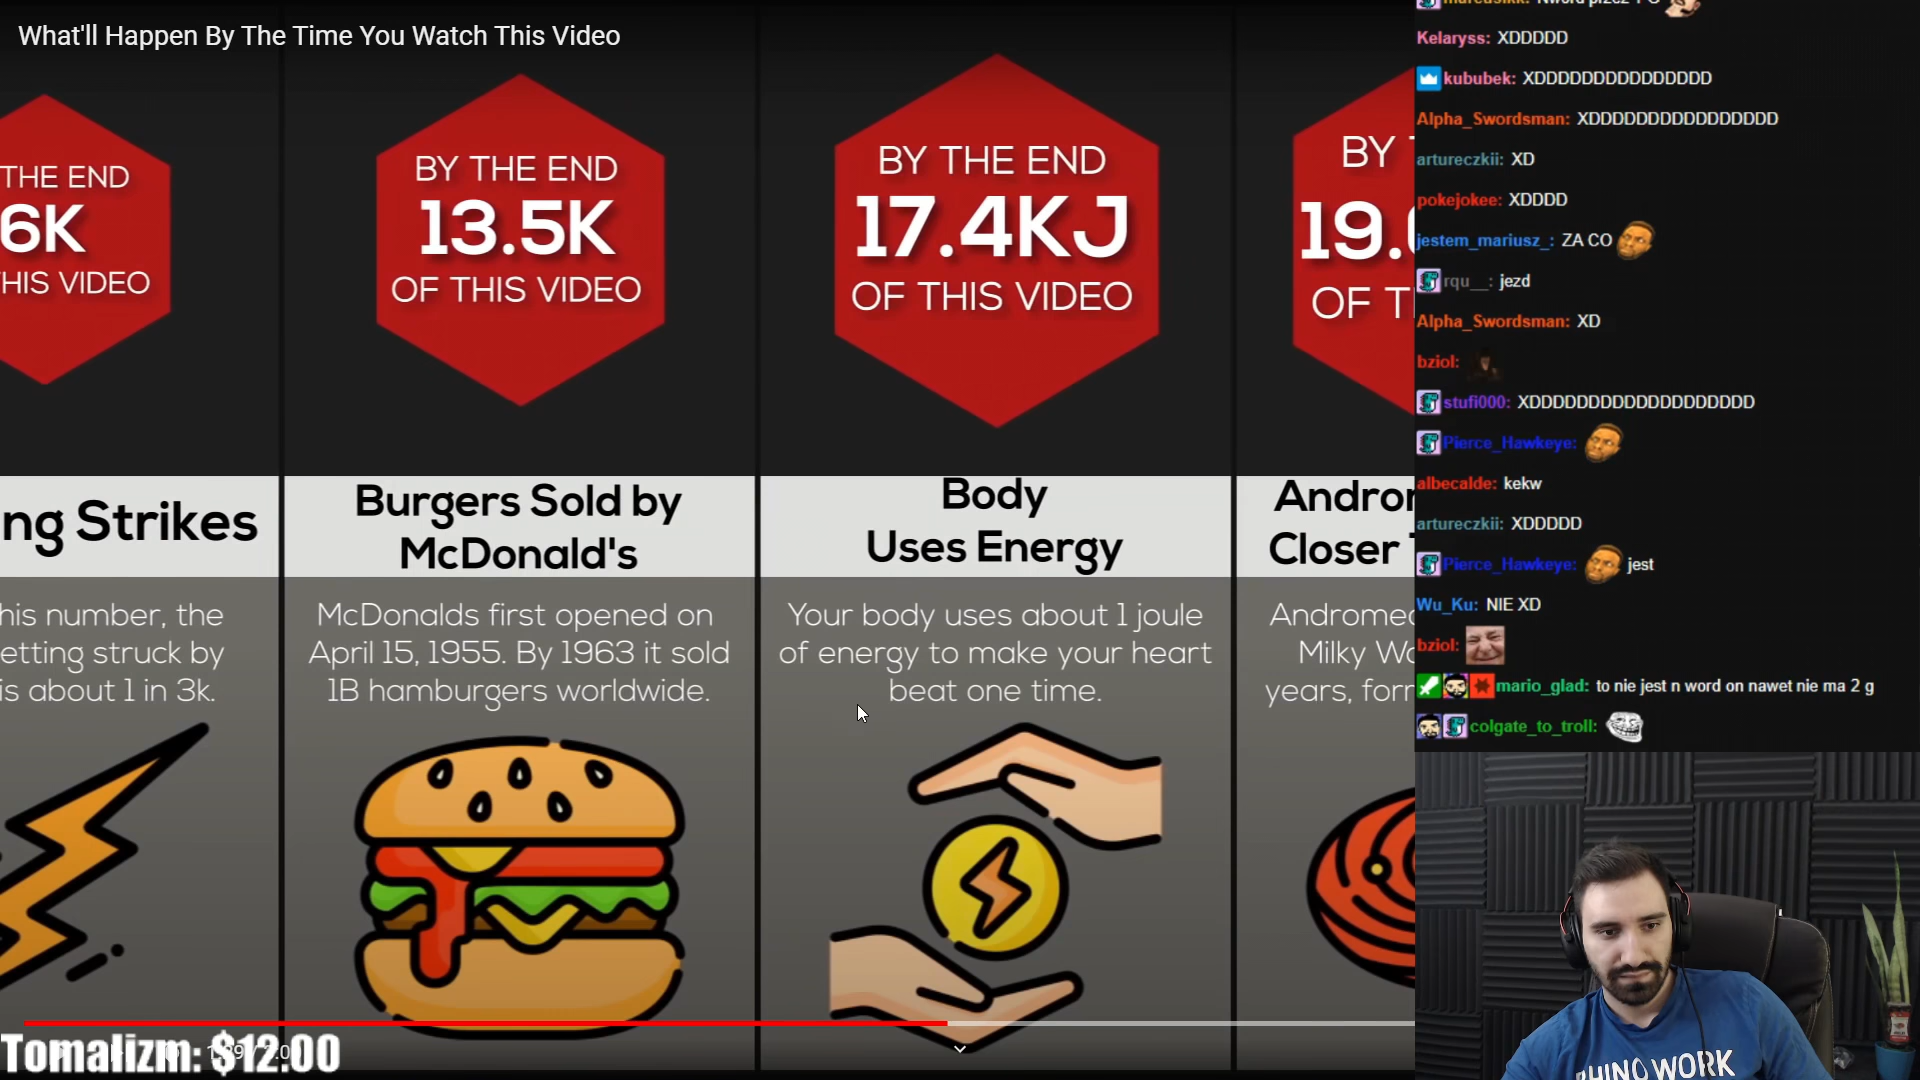 What'll Happen By The Time You Watch This Video
THE END
6K
HIS VIDEO
ng Strikes
his number, the
etting struck by
is about 1 in 3k.
BY THE END
13.5K
OF THIS VIDEO
Burgers Sold by
McDonald's
McDonalds first opened on
April 15, 1955. By 1963 it sold
1B hamburgers worldwide.
BY THE END
17.4KJ
OF THIS VIDEO
Body
Uses Energy
Your body uses about 1 joule
of energy to make your heart
beat one time.
BY
19.
OF T
Andro
Closer
Androme
Milky W
years, for
Tomalizm: $12.00
Kelaryss: XDDDDD
kububek: XDDDDDDDDDDDDDDD
Alpha_Swordsman: XDDDDDDDDDDDDDDDD
artureczkii: XD
pokejokee: XDDDD
jestem_mariusz_: ZA CO
rqu__: jezd
Alpha_Swordsman: XD
bziol:
stufi000: XDDDDDDDDDDDDDDDDDDD
Pierce_Hawkeye:
albecalde: kekw
artureczkii: XDDDDD
Pierce_Hawkeye: jest
Wu_Ku: NIE XD
bziol:
mario_glad: to nie jest n word on nawet nie ma 2 g
colgate_to_troll:
RHINO WORK